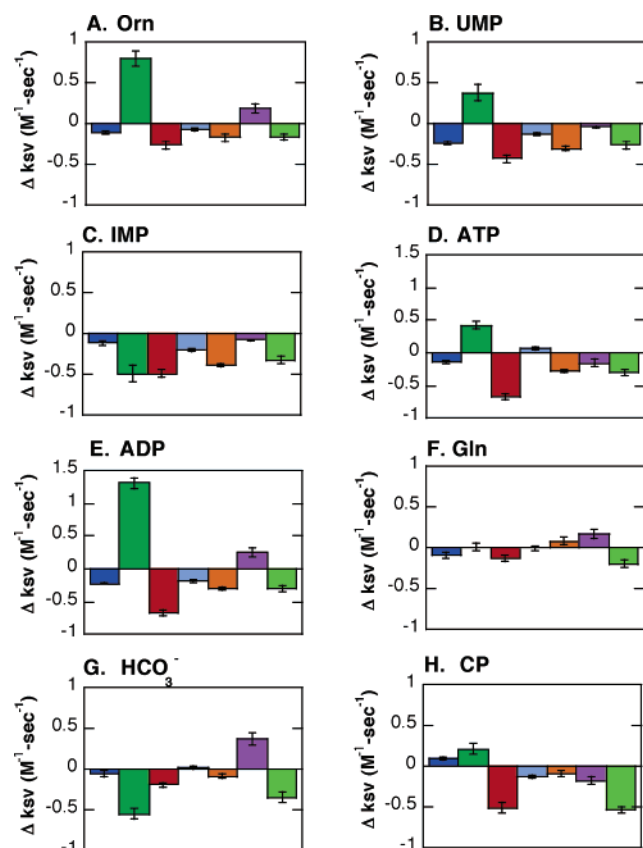 A. Orn
Δ ksv (M⁻¹-sec⁻¹)
1
0.5
0
-0.5
-1
B. UMP
Δ ksv (M⁻¹-sec⁻¹)
1
0.5
0
-0.5
-1
C. IMP
Δ ksv (M⁻¹-sec⁻¹)
1
0.5
0
-0.5
-1
D. ATP
Δ ksv (M⁻¹-sec⁻¹)
1.5
1
0.5
0
-0.5
-1
E. ADP
Δ ksv (M⁻¹-sec⁻¹)
1.5
1
0.5
0
-0.5
-1
F. Gln
Δ ksv (M⁻¹-sec⁻¹)
1
0.5
0
-0.5
-1
G. HCO₃⁻
Δ ksv (M⁻¹-sec⁻¹)
1
0.5
0
-0.5
-1
H. CP
Δ ksv (M⁻¹-sec⁻¹)
1
0.5
0
-0.5
-1